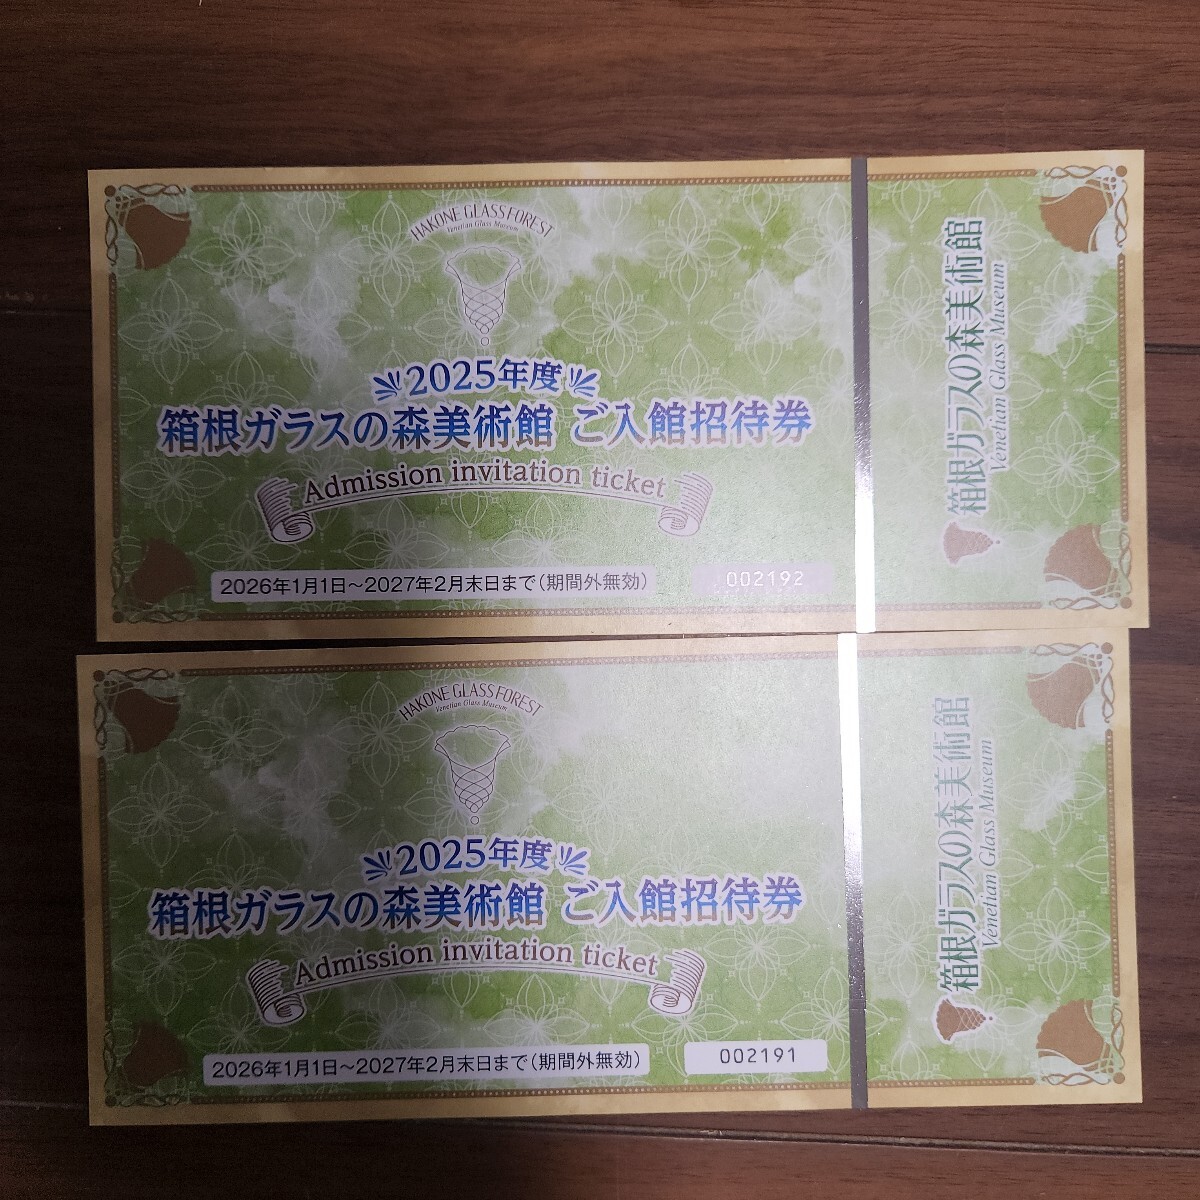 HAKONE GLASS FOREST
Venetian Glass Museum
2025年度
箱根ガラスの森美術館 ご入館招待券
Admission invitation ticket
2026年1月1日～2027年2月末日まで（期間外無効）
002192
箱根ガラスの森美術館
Venetian Glass Museum
HAKONE GLASS FOREST
Venetian Glass Museum
2025年度
箱根ガラスの森美術館 ご入館招待券
Admission invitation ticket
2026年1月1日～2027年2月末日まで（期間外無効）
002191
箱根ガラスの森美術館
Venetian Glass Museum